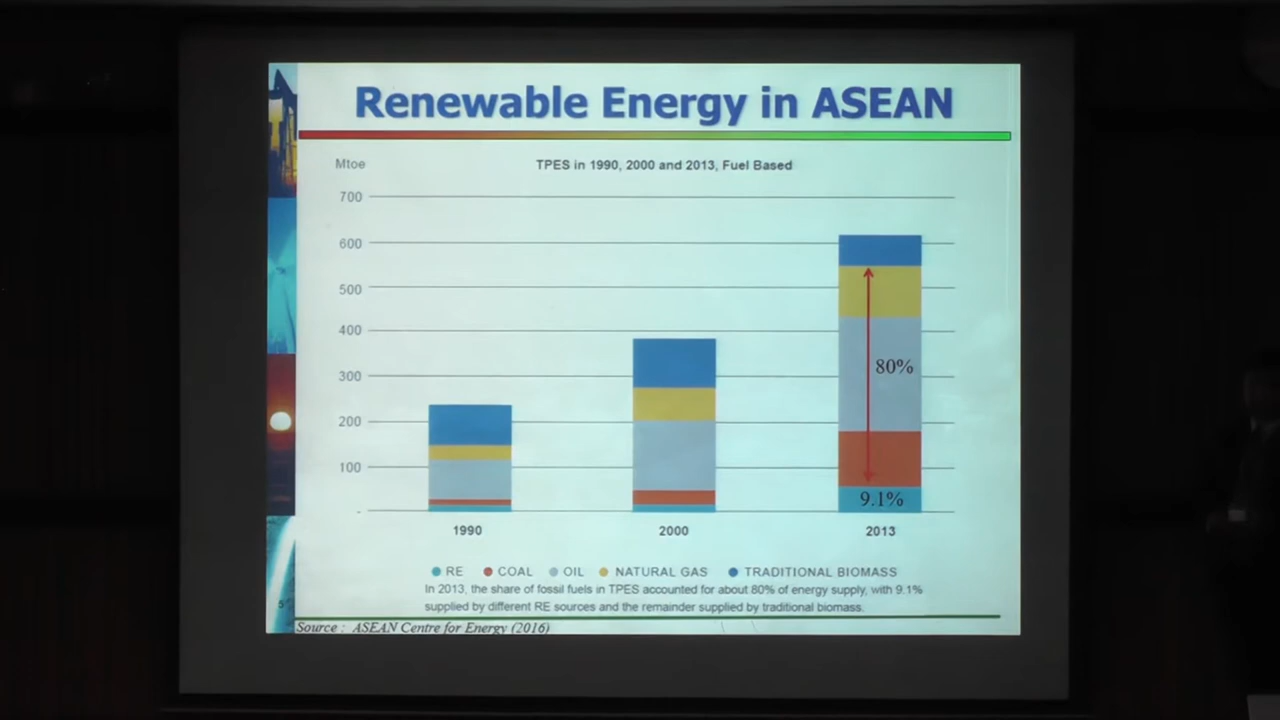 Renewable Energy in ASEAN
Mtoe
TPES in 1990, 2000 and 2013, Fuel Based
700
600
500
400
300
200
100
-
1990 2000 2013
80%
9.1%
RE COAL OIL NATURAL GAS TRADITIONAL BIOMASS
In 2013, the share of fossil fuels in TPES accounted for about 80% of energy supply, with 9.1%
supplied by different RE sources and the remainder supplied by traditional biomass.
5
Source : ASEAN Centre for Energy (2016)